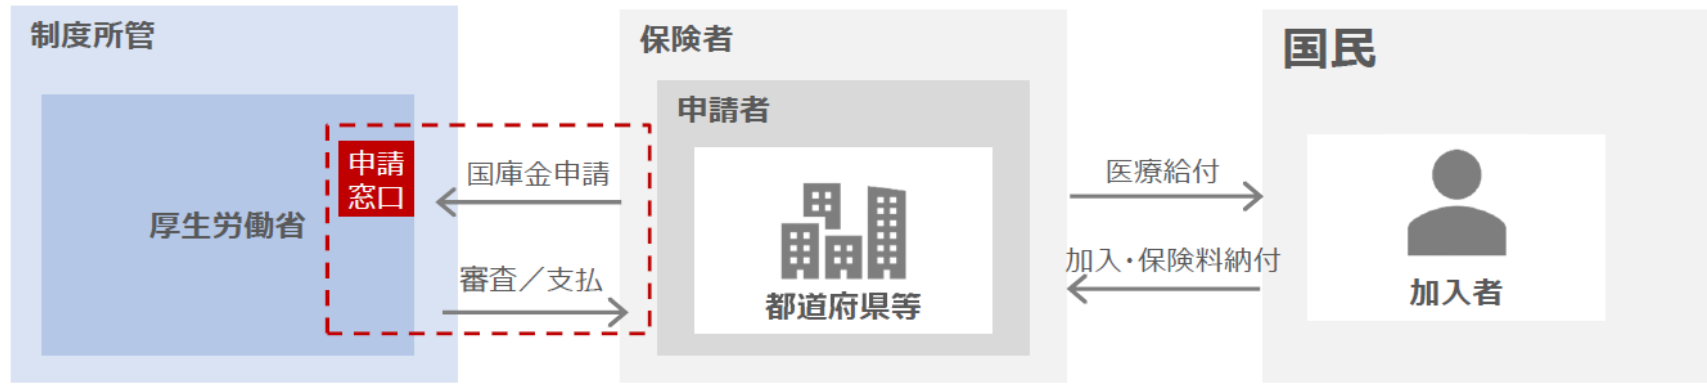 制度所管
厚生労働省
申請
窓口
国庫金申請
審査／支払
保険者
申請者
都道府県等
医療給付
加入・保険料納付
国民
加入者